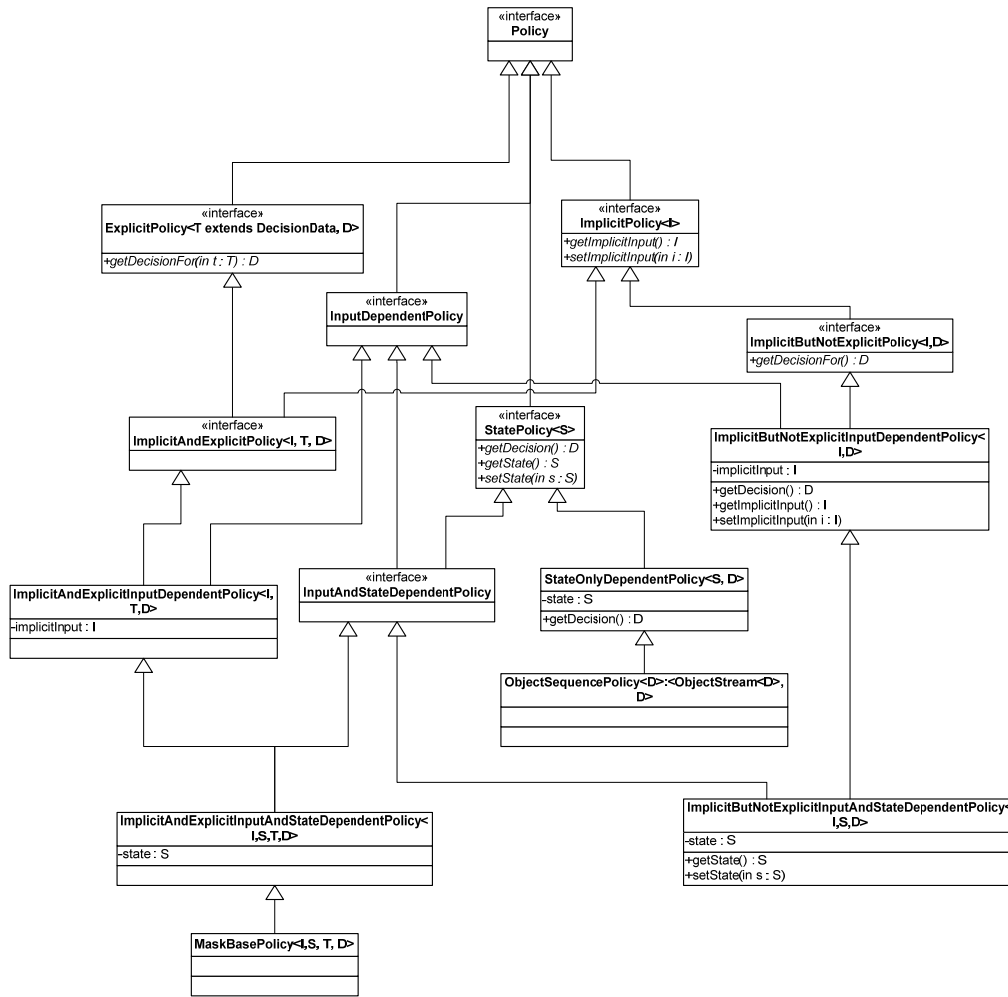 «interface»
Policy
«interface»
ExplicitPolicy<T extends DecisionData, D>
+getDecisionFor(in t : T) : D
«interface»
ImplicitPolicy<I>
+getImplicitInput() : I
+setImplicitInput(in i : I)
«interface»
InputDependentPolicy
«interface»
ImplicitButNotExplicitPolicy<I,D>
+getDecisionFor() : D
«interface»
ImplicitAndExplicitPolicy<I, T, D>
«interface»
StatePolicy<S>
+getDecision() : D
+getState() : S
+setState(in s : S)
ImplicitButNotExplicitInputDependentPolicy<
I,D>
-implicitInput : I
+getDecision() : D
+getImplicitInput() : I
+setImplicitInput(in i : I)
ImplicitAndExplicitInputDependentPolicy<I,
T,D>
-implicitInput : I
«interface»
InputAndStateDependentPolicy
StateOnlyDependentPolicy<S, D>
-state : S
+getDecision() : D
ObjectSequencePolicy<D>:<ObjectStream<D>,
D>
ImplicitAndExplicitInputAndStateDependentPolicy<
I,S,T,D>
-state : S
ImplicitButNotExplicitInputAndStateDependentPolicy<
I,S,D>
-state : S
+getState() : S
+setState(in s : S)
MaskBasePolicy<I,S, T, D>